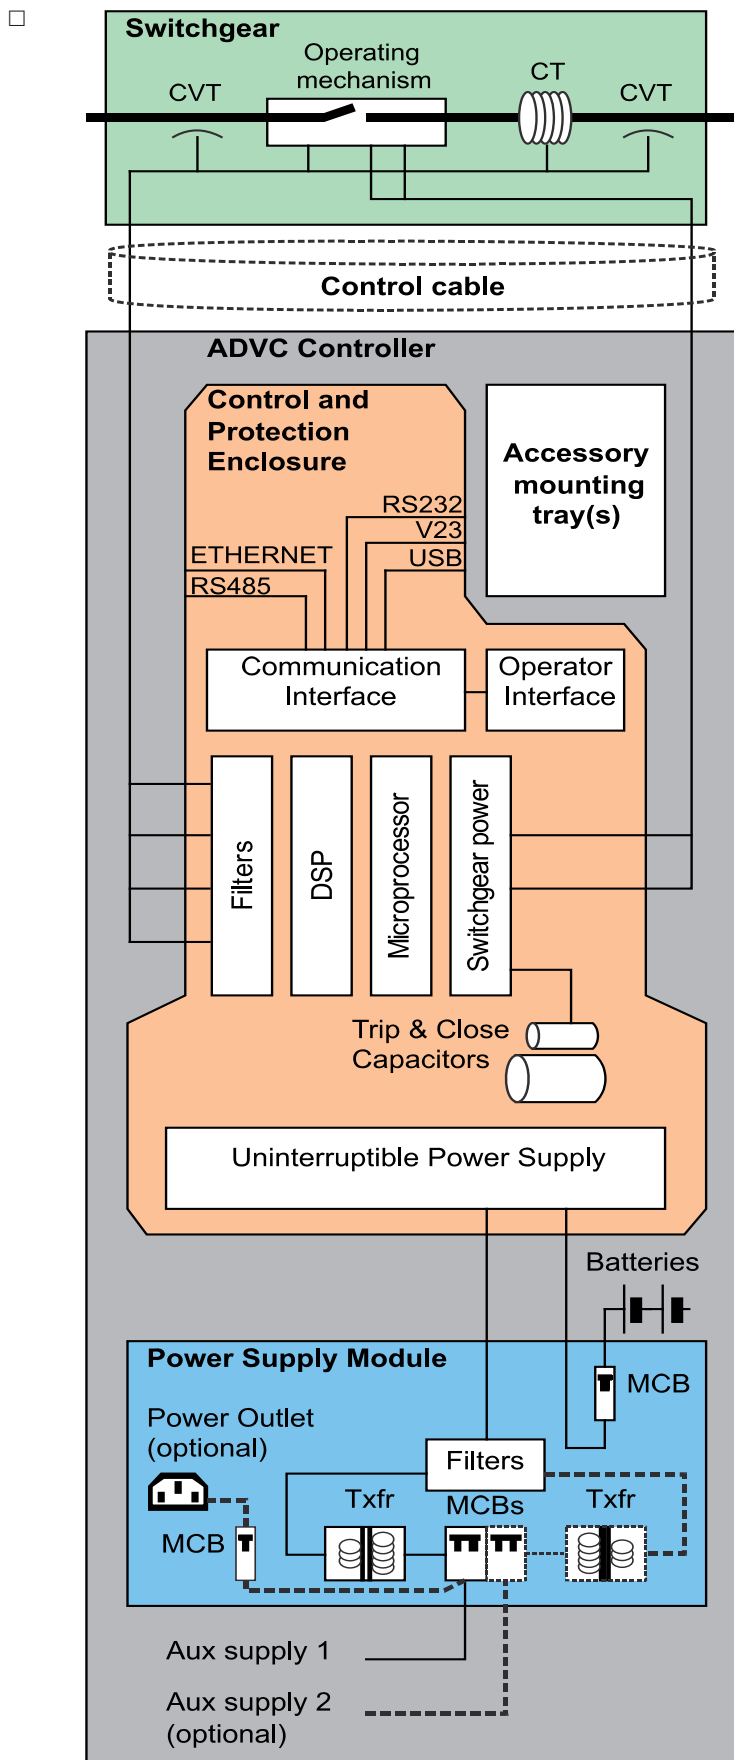 Switchgear
Operating
mechanism
CVT
CT
CVT
Control cable
ADVC Controller
Control and
Protection
Enclosure
Accessory
mounting
tray(s)
RS232
V23
ETHERNET
USB
RS485
Communication
Interface
Operator
Interface
Filters
DSP
Microprocessor
Switchgear power
Trip & Close
Capacitors
Uninterruptible Power Supply
Batteries
Power Supply Module
MCB
Power Outlet
(optional)
Filters
Txfr
MCBs
Txfr
MCB
Aux supply 1
Aux supply 2
(optional)